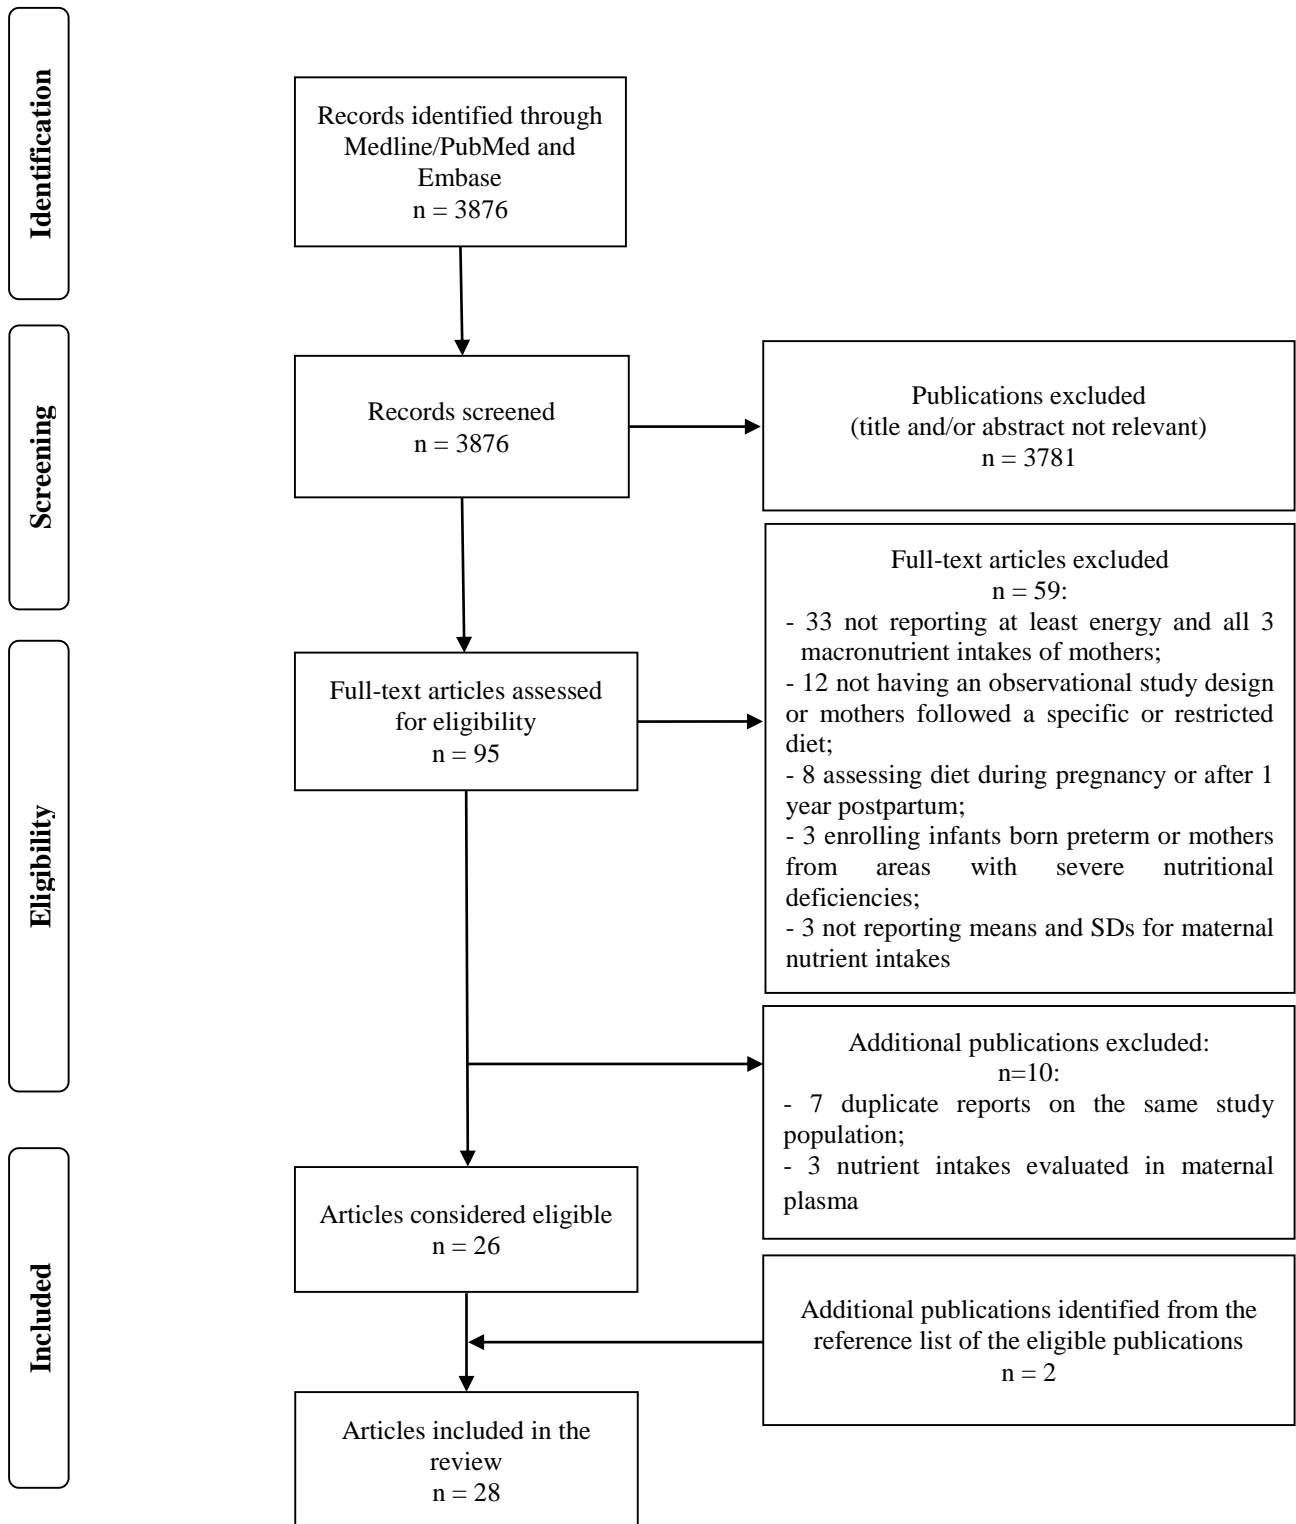 Identification
Records identified through
Medline/PubMed and
Embase
n = 3876
Screening
Records screened
n = 3876
Publications excluded
(title and/or abstract not relevant)
n = 3781
Eligibility
Full-text articles assessed
for eligibility
n = 95
Full-text articles excluded
n = 59:
- 33 not reporting at least energy and all 3
macronutrient intakes of mothers;
- 12 not having an observational study design
or mothers followed a specific or restricted
diet;
- 8 assessing diet during pregnancy or after 1
year postpartum;
- 3 enrolling infants born preterm or mothers
from areas with severe nutritional
deficiencies;
- 3 not reporting means and SDs for maternal
nutrient intakes
Additional publications excluded:
n=10:
- 7 duplicate reports on the same study
population;
- 3 nutrient intakes evaluated in maternal
plasma
Included
Articles considered eligible
n = 26
Additional publications identified from the
reference list of the eligible publications
n = 2
Articles included in the
review
n = 28